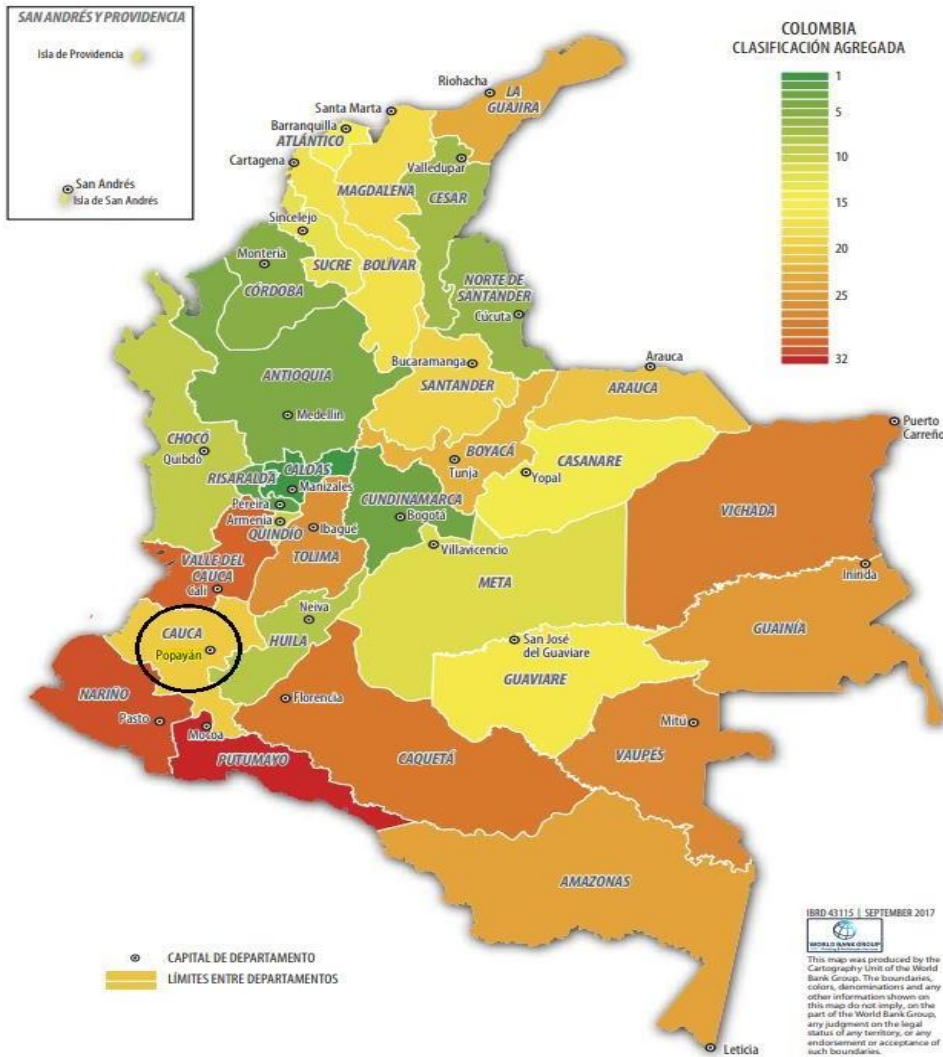 SAN ANDRÉS Y PROVIDENCIA
Isla de Providencia
San Andrés
Isla de San Andrés
COLOMBIA
CLASIFICACIÓN AGREGADA
1
5
10
15
20
25
32
Riohacha
LA
GUAJIRA
Santa Marta
Barranquilla
ATLÁNTICO
Cartagena
Valledupar
MAGDALENA
CESAR
Sincelejo
SUCRE
BOLÍVAR
Montería
CÓRDOBA
NORTE DE
SANTANDER
Cúcuta
Bucaramanga
SANTANDER
Arauca
ARAUCA
ANTIOQUIA
Medellín
Puerto
Carreño
CHOCÓ
Quibdó
BOYACÁ
Tunja
CASANARE
Yopal
RISARALDA
CALDAS
Manizales
Pereira
CUNDINAMARCA
Bogotá
VICHADA
Armenia
QUINDÍO
Ibagué
TOLIMA
Villavicencio
VALLE DEL
CAUCA
Cali
META
Ininda
Neiva
GUAINÍA
CAUCA
Popayán
HUILA
San José
del Guaviare
GUAVIARE
NARIÑO
Pasto
Florencia
Mocoa
Mitú
VAUPÉS
PUTUMAYO
CAQUETÁ
AMAZONAS
CAPITAL DE DEPARTAMENTO
LÍMITES ENTRE DEPARTAMENTOS
IBRD 43115 | SEPTEMBER 2017
WORLD BANK GROUP
This map was produced by the
Cartography Unit of the World
Bank Group. The boundaries,
colors, denominations and any
other information shown on
this map do not imply, on the
part of the World Bank Group,
any judgment on the legal
status of any territory, or any
endorsement or acceptance of
such boundaries.
Leticia